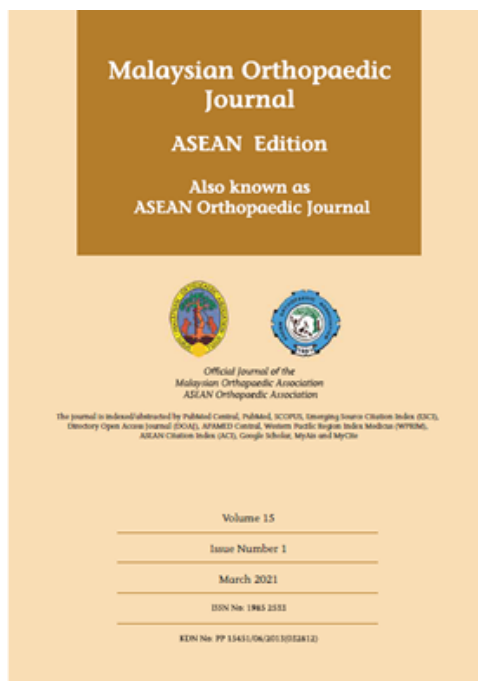 Malaysian Orthopaedic
Journal
ASEAN Edition
Also known as
ASEAN Orthopaedic Journal
Official Journal of the
Malaysian Orthopaedic Association
ASEAN Orthopaedic Association
The journal is indexed/abstracted by PubMed Central, PubMed, SCOPUS, Emerging Source Citation Index (ESCI),
Directory Open Access Journal (DOAJ), APAMED Central, Western Pacific Region Index Medicus (WPRIM),
ASEAN Citation Index (ACI), Google Scholar, MyAis and MyCite
Volume 15
Issue Number 1
March 2021
ISSN No: 1985 2533
KDN No: PP 15451/06/2013(032612)